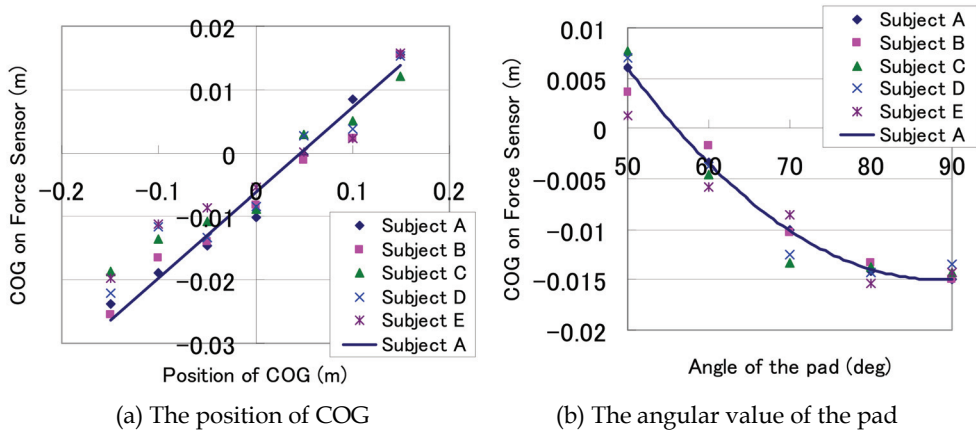 COG on Force Sensor (m)
0.02
0.01
0
-0.01
-0.02
-0.03
-0.2
-0.1
0
0.1
0.2
Position of COG (m)
Subject A
Subject B
Subject C
Subject D
Subject E
Subject A
(a) The position of COG
COG on Force Sensor (m)
0.01
0.005
0
-0.005
-0.01
-0.015
-0.02
50
60
70
80
90
Angle of the pad (deg)
Subject A
Subject B
Subject C
Subject D
Subject E
Subject A
(b) The angular value of the pad